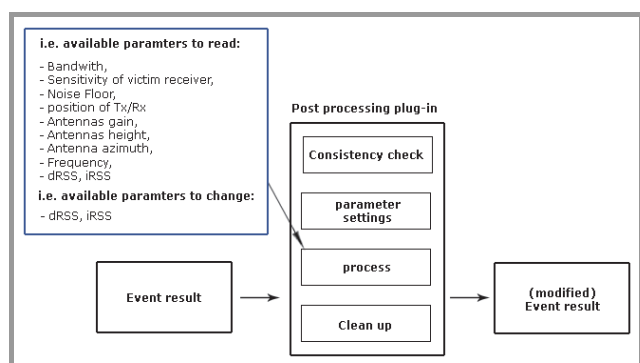 i.e. available paramters to read:
- Bandwith,
- Sensitivity of victim receiver,
- Noise Floor,
- position of Tx/Rx
- Antennas gain,
- Antennas height,
- Antenna azimuth,
- Frequency,
- dRSS, iRSS
i.e. available paramters to change:
- dRSS, iRSS
Post processing plug-in
Consistency check
parameter
settings
process
Clean up
Event result
(modified)
Event result